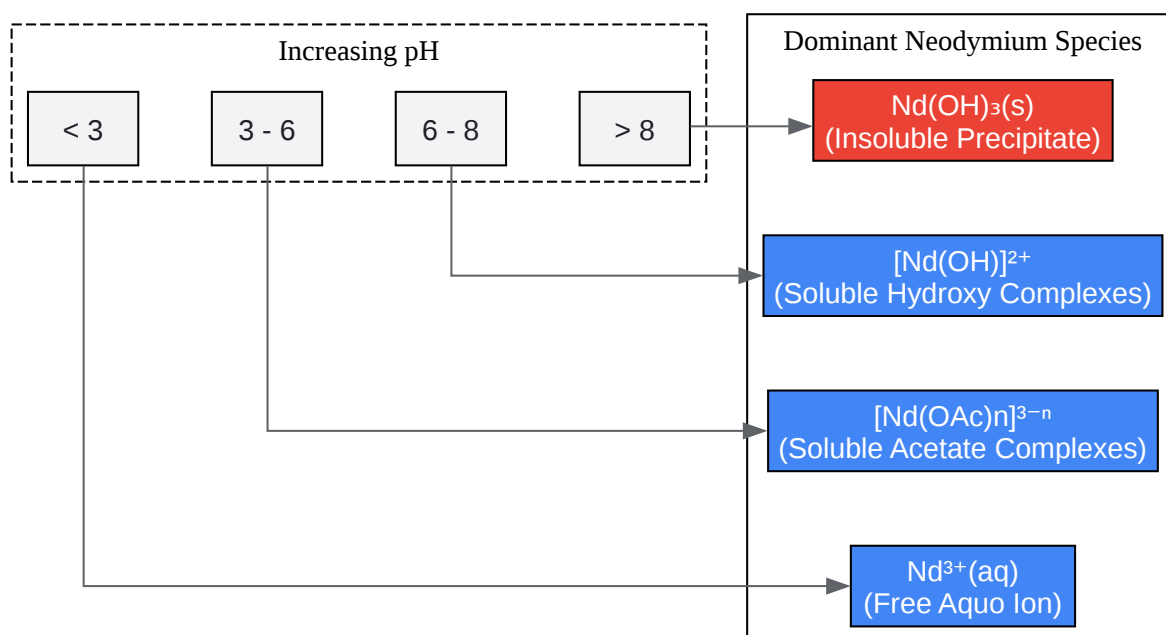 Increasing pH
< 3
3 - 6
6 - 8
> 8
Dominant Neodymium Species
Nd(OH)₃(s)
(Insoluble Precipitate)
[Nd(OH)]²⁺
(Soluble Hydroxy Complexes)
[Nd(OAc)n]³⁻ⁿ
(Soluble Acetate Complexes)
Nd³⁺(aq)
(Free Aquo Ion)